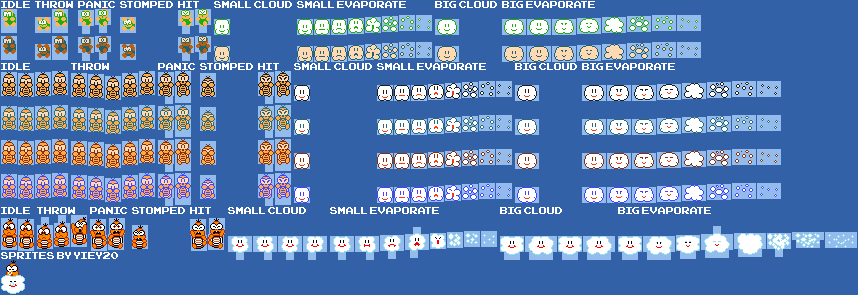 IDLE THROW PANIC STOMPED HIT SMALL CLOUD SMALL EVAPORATE BIG CLOUD BIG EVAPORATE
IDLE THROW PANIC STOMPED HIT SMALL CLOUD SMALL EVAPORATE BIG CLOUD BIG EVAPORATE
IDLE THROW PANIC STOMPED HIT SMALL CLOUD SMALL EVAPORATE BIG CLOUD BIG EVAPORATE
SPRITES BY YIEY20